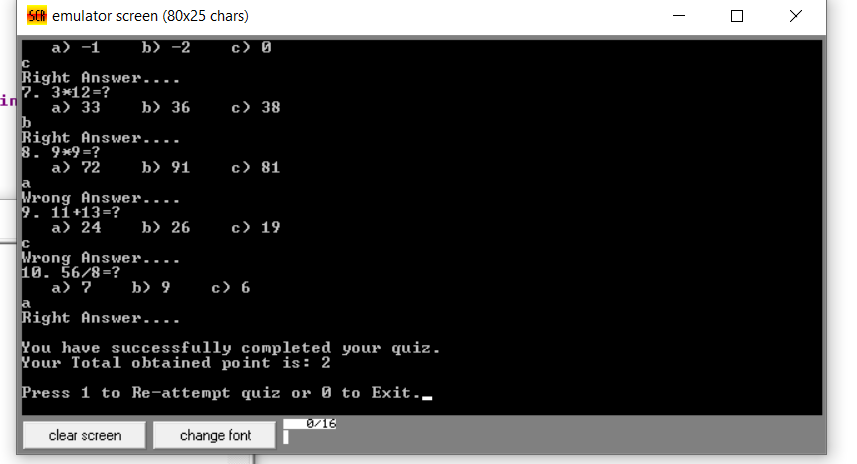 SCR emulator screen (80x25 chars)
in
a) -1 b) -2 c) 0
c
Right Answer....
7. 3*12=?
a) 33 b) 36 c) 38
b
Right Answer....
8. 9*9=?
a) 72 b) 91 c) 81
a
Wrong Answer....
9. 11+13=?
a) 24 b) 26 c) 19
c
Wrong Answer....
10. 56/8=?
a) 7 b) 9 c) 6
a
Right Answer....
You have successfully completed your quiz.
Your Total obtained point is: 2
Press 1 to Re-attempt quiz or 0 to Exit._
clear screen change font 0/16